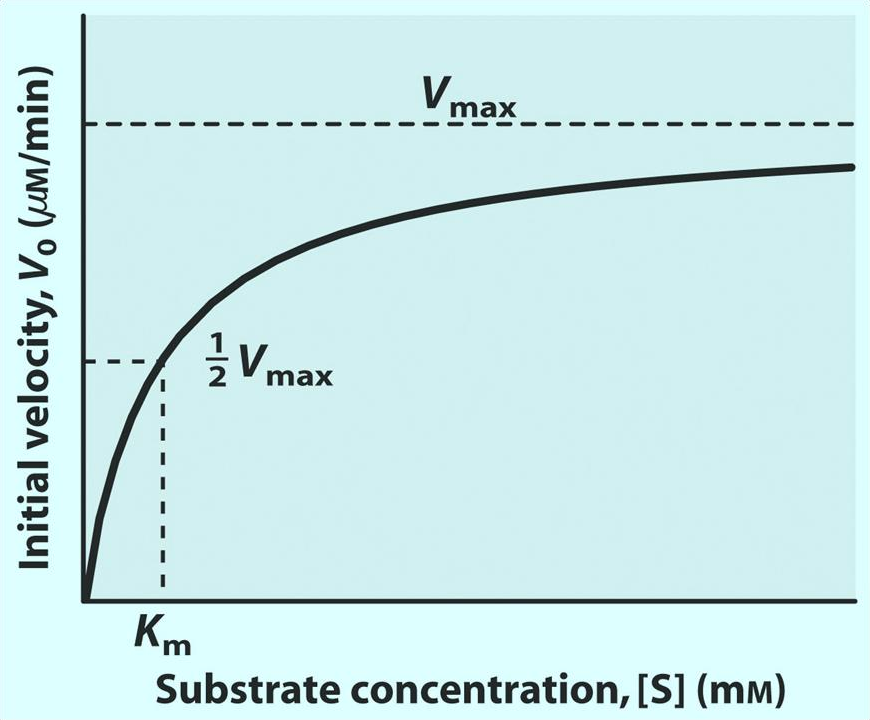 Initial velocity, V₀ (μM/min)
Vmax
½ Vmax
Km
Substrate concentration, [S] (mM)